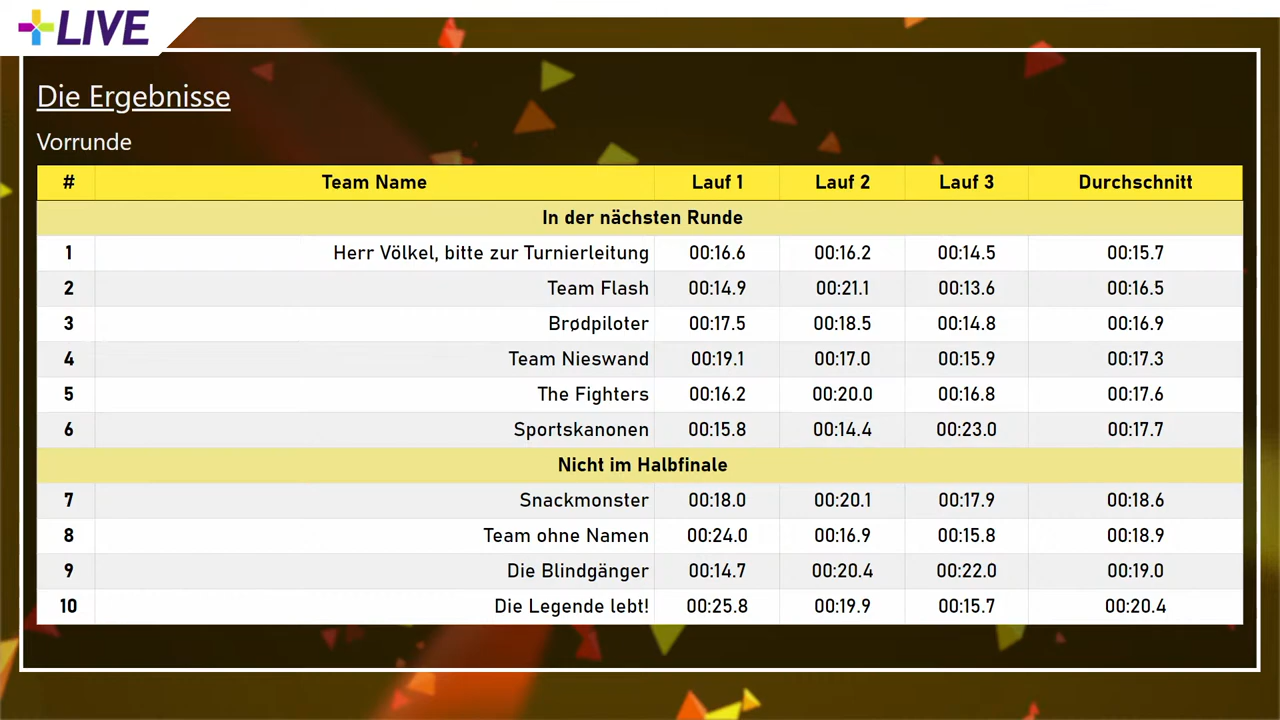 LIVE
Die Ergebnisse
Vorrunde
# Team Name Lauf 1 Lauf 2 Lauf 3 Durchschnitt
In der nächsten Runde
1 Herr Völkel, bitte zur Turnierleitung 00:16.6 00:16.2 00:14.5 00:15.7
2 Team Flash 00:14.9 00:21.1 00:13.6 00:16.5
3 Brødpiloter 00:17.5 00:18.5 00:14.8 00:16.9
4 Team Nieswand 00:19.1 00:17.0 00:15.9 00:17.3
5 The Fighters 00:16.2 00:20.0 00:16.8 00:17.6
6 Sportskanonen 00:15.8 00:14.4 00:23.0 00:17.7
Nicht im Halbfinale
7 Snackmonster 00:18.0 00:20.1 00:17.9 00:18.6
8 Team ohne Namen 00:24.0 00:16.9 00:15.8 00:18.9
9 Die Blindgänger 00:14.7 00:20.4 00:22.0 00:19.0
10 Die Legende lebt! 00:25.8 00:19.9 00:15.7 00:20.4